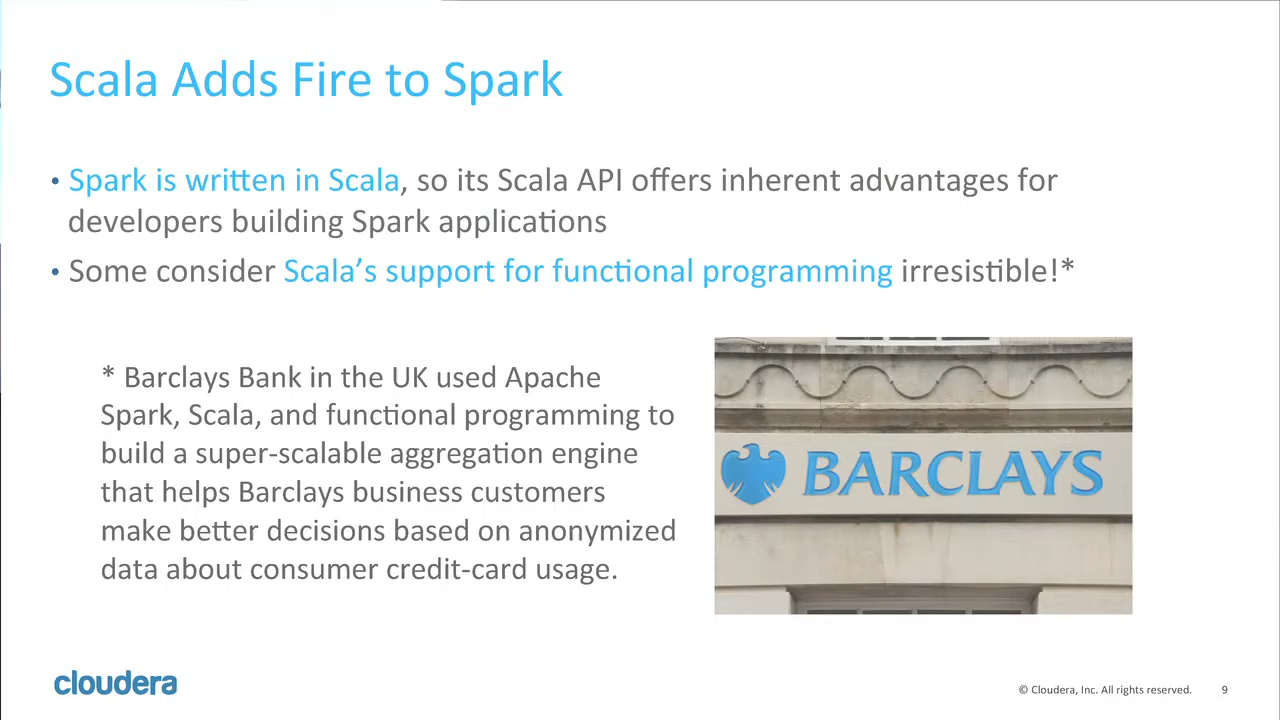 Scala Adds Fire to Spark
• Spark is written in Scala, so its Scala API offers inherent advantages for
developers building Spark applications
• Some consider Scala’s support for functional programming irresistible!*
* Barclays Bank in the UK used Apache
Spark, Scala, and functional programming to
build a super-scalable aggregation engine
that helps Barclays business customers
make better decisions based on anonymized
data about consumer credit-card usage.
BARCLAYS
cloudera
© Cloudera, Inc. All rights reserved. 9